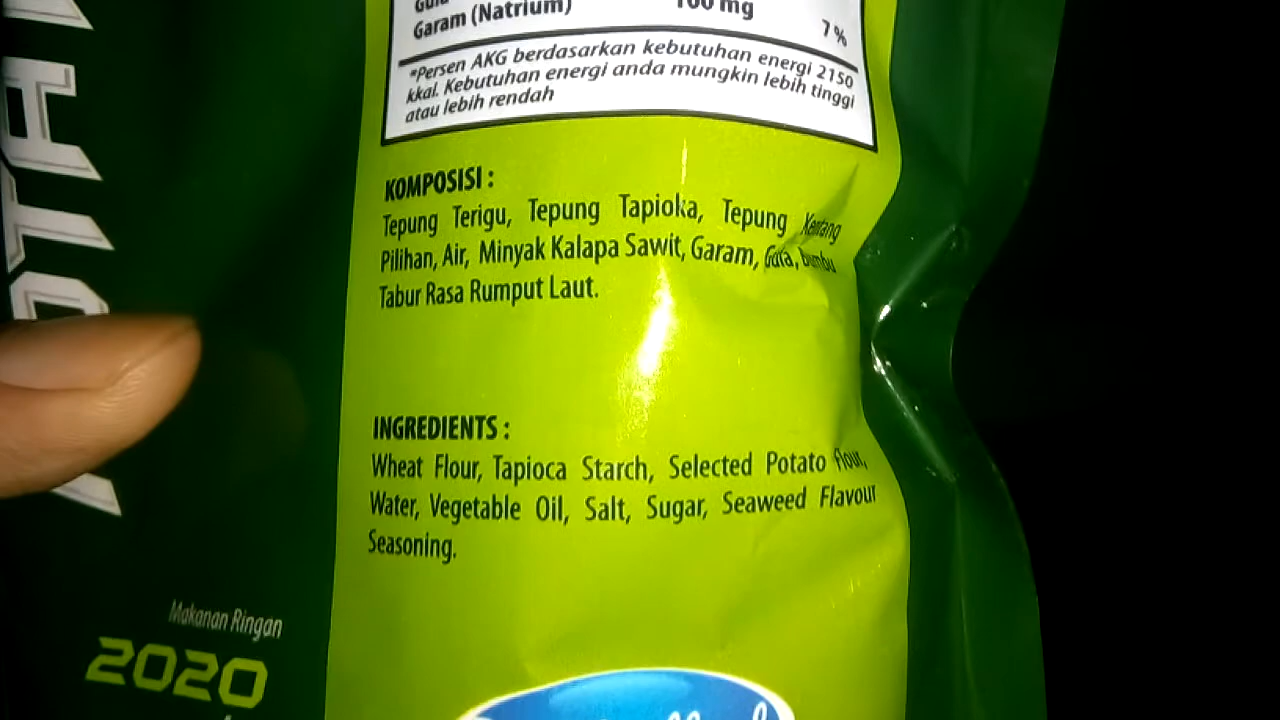 Garam (Natrium) 100 mg 7%
*Persen AKG berdasarkan kebutuhan energi 2150
kkal. Kebutuhan energi anda mungkin lebih tinggi
atau lebih rendah
KOMPOSISI :
Tepung Terigu, Tepung Tapioka, Tepung Kentang
Pilihan, Air, Minyak Kalapa Sawit, Garam, Gula, bumbu
Tabur Rasa Rumput Laut.
INGREDIENTS :
Wheat Flour, Tapioca Starch, Selected Potato Flour,
Water, Vegetable Oil, Salt, Sugar, Seaweed Flavour
Seasoning.
Makanan Ringan
2020